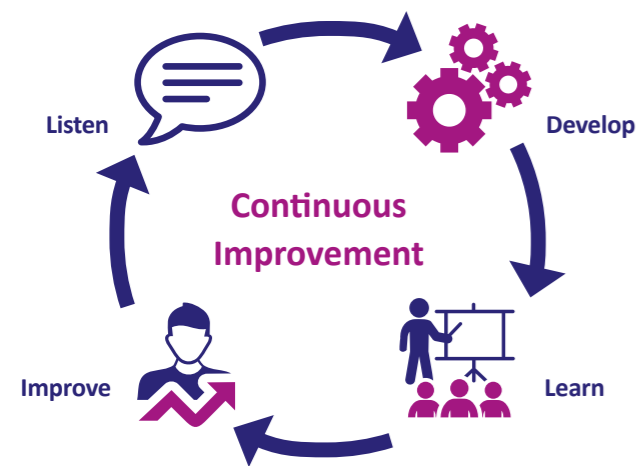 Listen
Develop
Continuous
Improvement
Improve
Learn